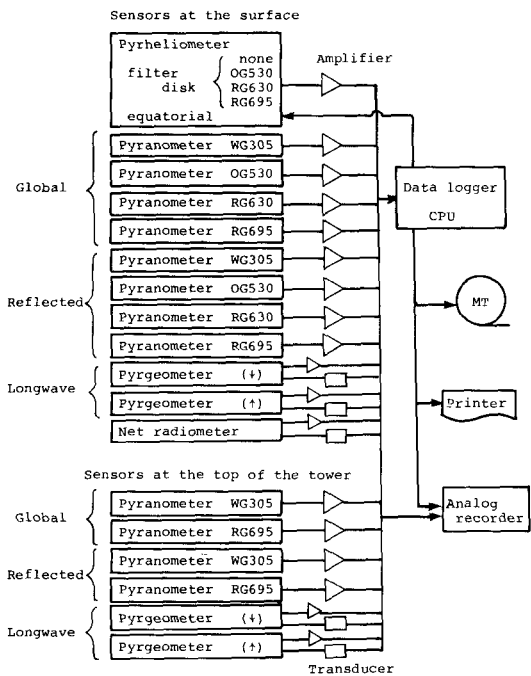 Sensors at the surface
Pyrheliometer
none
filter OG530
disk RG630
RG695
equatorial
Amplifier
Global
Pyranometer WG305
Pyranometer OG530
Pyranometer RG630
Pyranometer RG695
Reflected
Pyranometer WG305
Pyranometer OG530
Pyranometer RG630
Pyranometer RG695
Longwave
Pyrgeometer (↓)
Pyrgeometer (↑)
Net radiometer
Data logger
CPU
MT
Printer
Analog
recorder
Sensors at the top of the tower
Global
Pyranometer WG305
Pyranometer RG695
Reflected
Pyranometer WG305
Pyranometer RG695
Longwave
Pyrgeometer (↓)
Pyrgeometer (↑)
Transducer